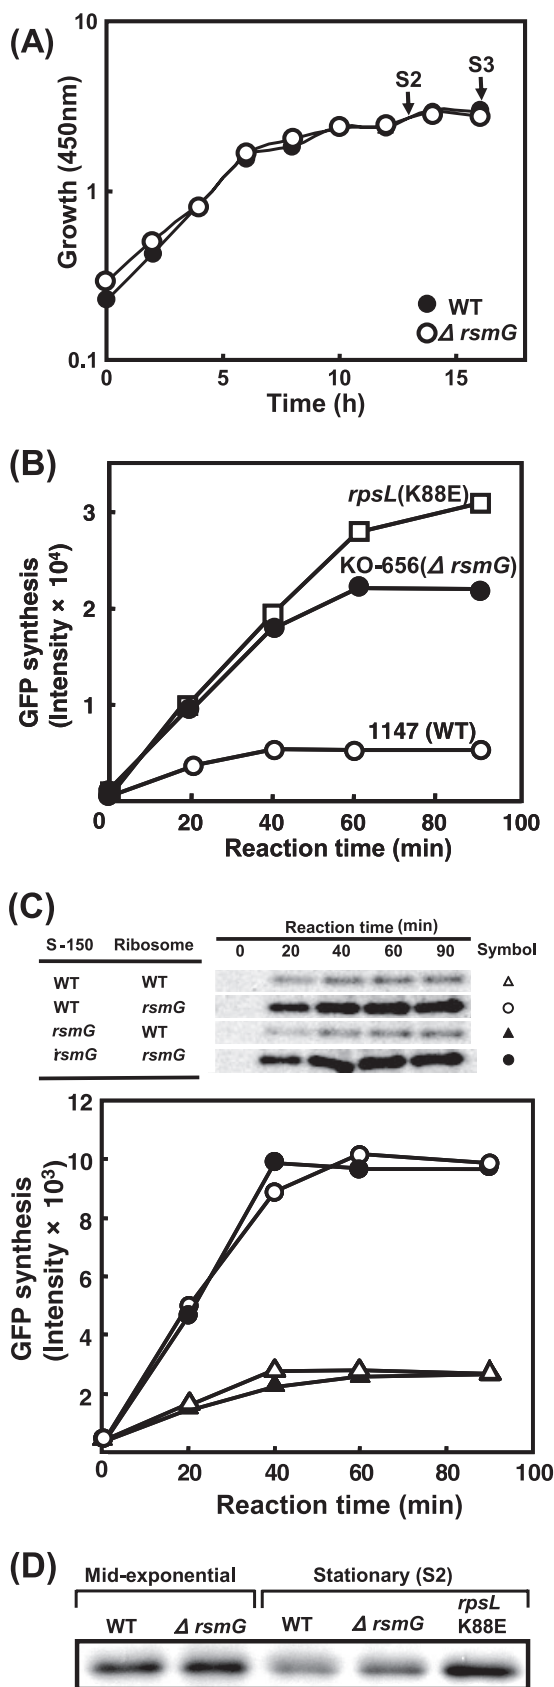 (A)
10
1
0.1
Growth (450nm)
S2
S3
WT
Δ rsmG
0
5
10
15
Time (h)
(B)
3
2
1
GFP synthesis
(Intensity × 10⁴)
rpsL(K88E)
KO-656(Δ rsmG)
1147 (WT)
0
20
40
60
80
100
Reaction time (min)
(C)
Reaction time (min)
S-150 Ribosome 0 20 40 60 90 Symbol
WT WT
WT rsmG
rsmG WT
rsmG rsmG
12
10
8
6
4
2
GFP synthesis
(Intensity × 10³)
0
20
40
60
80
100
Reaction time (min)
(D)
Mid-exponential Stationary (S2)
WT Δ rsmG WT Δ rsmG rpsL
K88E